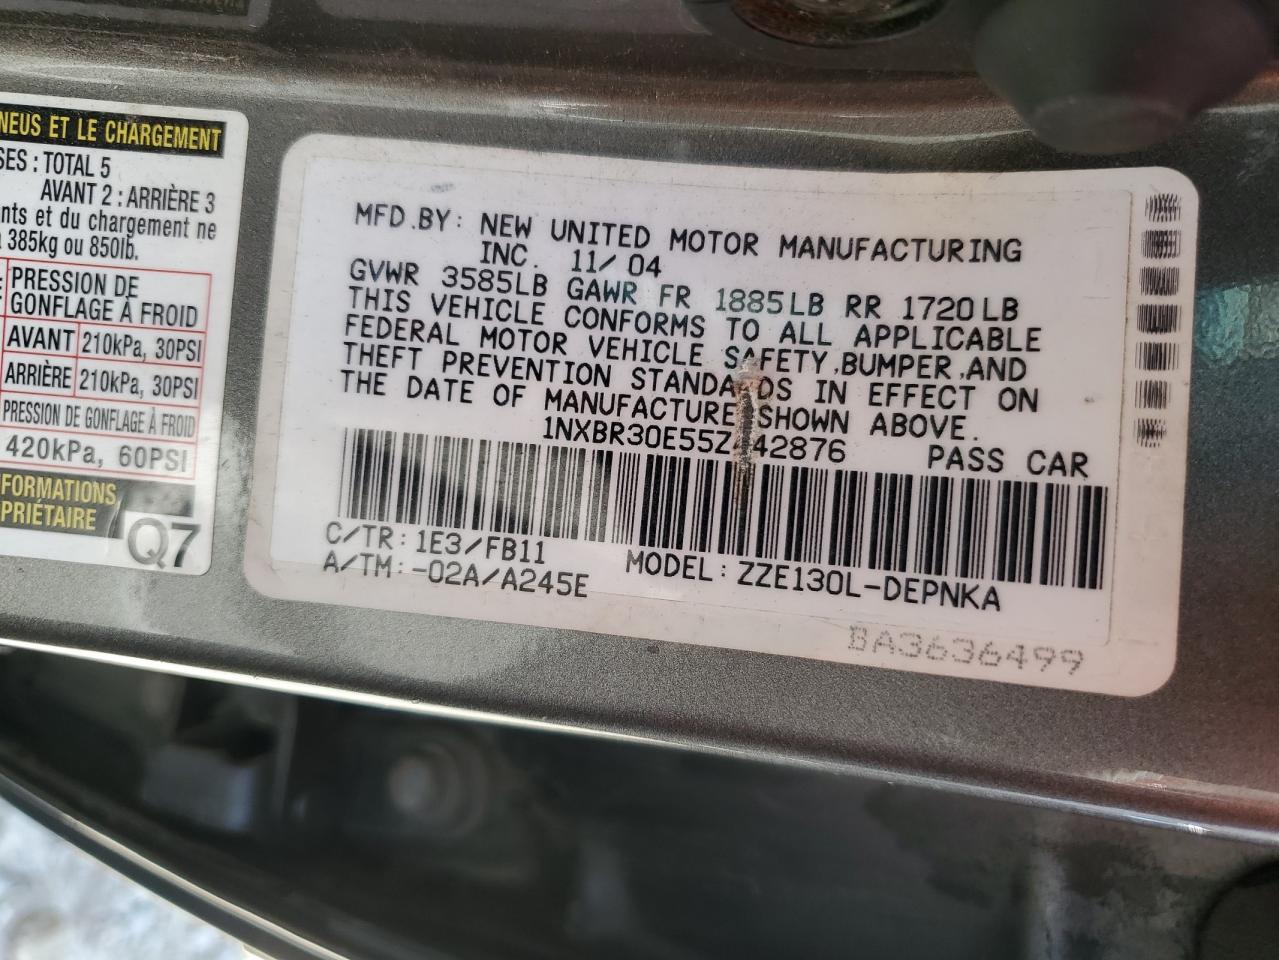 NEUS ET LE CHARGEMENT
SES : TOTAL 5
AVANT 2 : ARRIÈRE 3
nts et du chargement ne
385kg ou 850lb.
PRESSION DE
GONFLAGE À FROID
AVANT 210kPa, 30PSI
ARRIÈRE 210kPa, 30PSI
PRESSION DE GONFLAGE À FROID
420kPa, 60PSI
FORMATIONS
PRIÉTAIRE
Q7
MFD.BY: NEW UNITED MOTOR MANUFACTURING
INC. 11/04
GVWR 3585LB GAWR FR 1885LB RR 1720LB
THIS VEHICLE CONFORMS TO ALL APPLICABLE
FEDERAL MOTOR VEHICLE SAFETY,BUMPER,AND
THEFT PREVENTION STANDARDS IN EFFECT ON
THE DATE OF MANUFACTURE SHOWN ABOVE.
PASS CAR
C/TR: 1E3/FB11
A/TM:-02A/A245E
MODEL: ZZE130L-DEPNKA
BA3636499